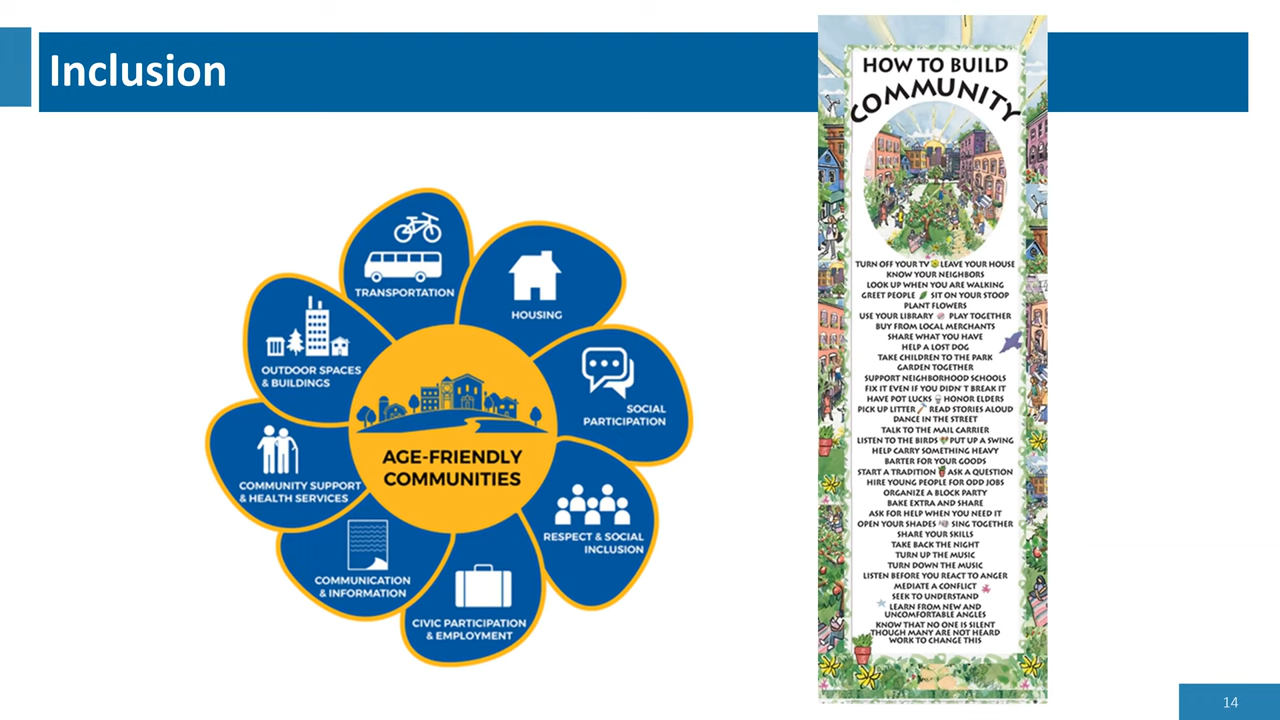 Inclusion
TRANSPORTATION
HOUSING
SOCIAL
PARTICIPATION
RESPECT & SOCIAL
INCLUSION
CIVIC PARTICIPATION
& EMPLOYMENT
COMMUNICATION
& INFORMATION
COMMUNITY SUPPORT
& HEALTH SERVICES
OUTDOOR SPACES
& BUILDINGS
AGE-FRIENDLY
COMMUNITIES
HOW TO BUILD
COMMUNITY
TURN OFF YOUR TV LEAVE YOUR HOUSE
KNOW YOUR NEIGHBORS
LOOK UP WHEN YOU ARE WALKING
GREET PEOPLE SIT ON YOUR STOOP
PLANT FLOWERS
USE YOUR LIBRARY PLAY TOGETHER
BUY FROM LOCAL MERCHANTS
SHARE WHAT YOU HAVE
HELP A LOST DOG
TAKE CHILDREN TO THE PARK
GARDEN TOGETHER
SUPPORT NEIGHBORHOOD SCHOOLS
FIX IT EVEN IF YOU DIDN'T BREAK IT
HAVE POT LUCKS HONOR ELDERS
PICK UP LITTER READ STORIES ALOUD
DANCE IN THE STREET
TALK TO THE MAIL CARRIER
LISTEN TO THE BIRDS PUT UP A SWING
HELP CARRY SOMETHING HEAVY
BARTER FOR YOUR GOODS
START A TRADITION ASK A QUESTION
HIRE YOUNG PEOPLE FOR ODD JOBS
ORGANIZE A BLOCK PARTY
BAKE EXTRA AND SHARE
ASK FOR HELP WHEN YOU NEED IT
OPEN YOUR SHADES SING TOGETHER
SHARE YOUR SKILLS
TAKE BACK THE NIGHT
TURN UP THE MUSIC
TURN DOWN THE MUSIC
LISTEN BEFORE YOU REACT TO ANGER
MEDIATE A CONFLICT
SEEK TO UNDERSTAND
LEARN FROM NEW AND
UNCOMFORTABLE ANGLES
KNOW THAT NO ONE IS SILENT
THOUGH MANY ARE NOT HEARD
WORK TO CHANGE THIS
14